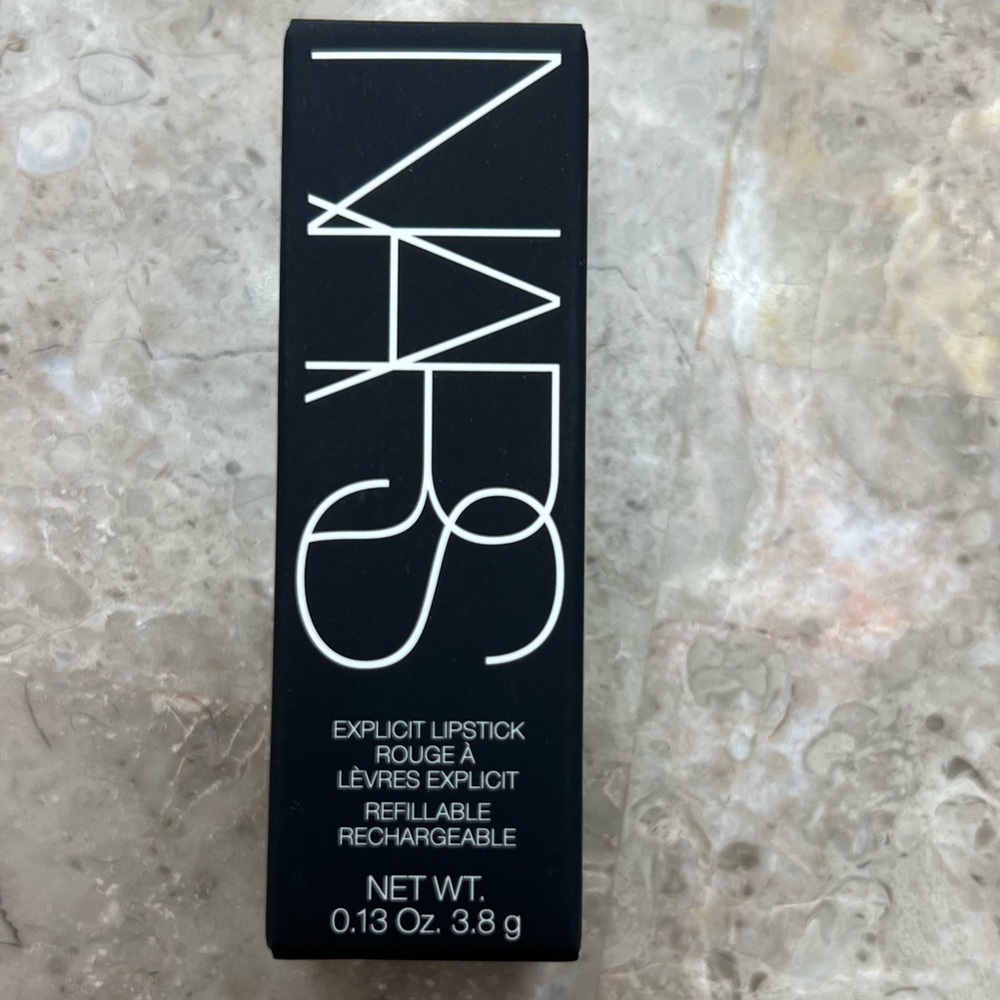 NARS
EXPLICIT LIPSTICK
ROUGE À
LÈVRES EXPLICIT
REFILLABLE
RECHARGEABLE
NET WT.
0.13 Oz. 3.8 g